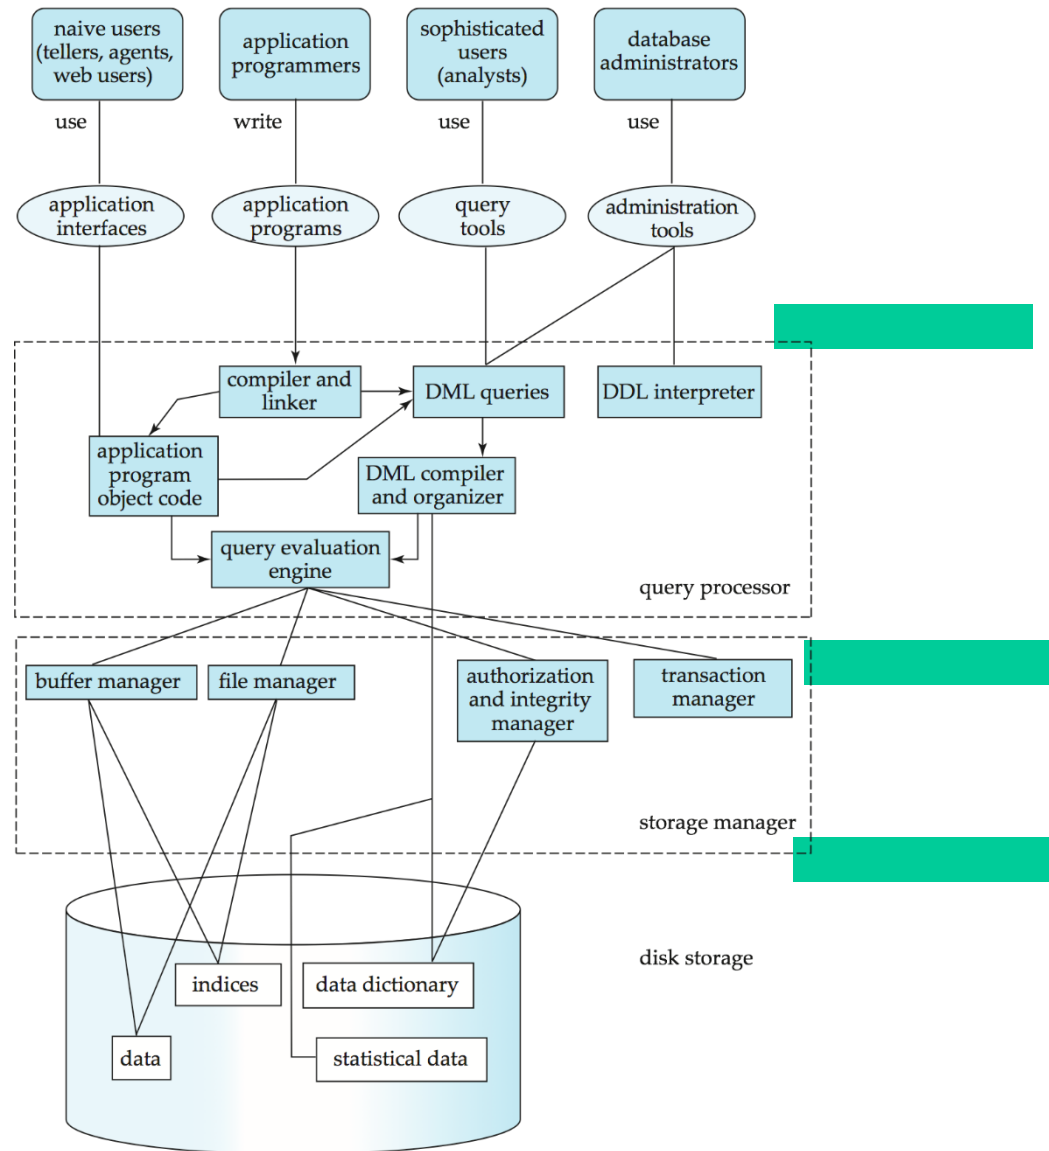 naive users
(tellers, agents,
web users)
application
programmers
sophisticated
users
(analysts)
database
administrators
use
write
use
use
application
interfaces
application
programs
query
tools
administration
tools
compiler and
linker
DML queries
DDL interpreter
application
program
object code
DML compiler
and organizer
query evaluation
engine
query processor
buffer manager
file manager
authorization
and integrity
manager
transaction
manager
storage manager
disk storage
indices
data dictionary
data
statistical data